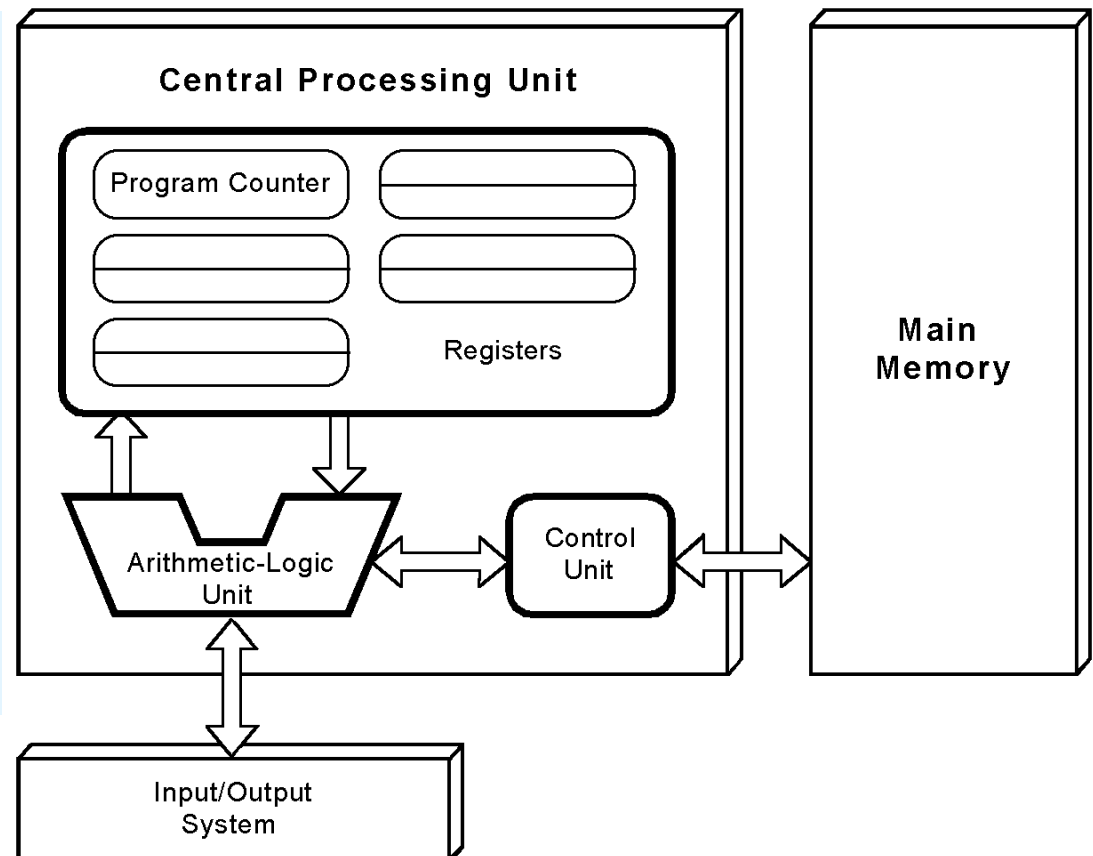 Central Processing Unit
Program Counter
Registers
Main
Memory
Arithmetic-Logic
Unit
Control
Unit
Input/Output
System